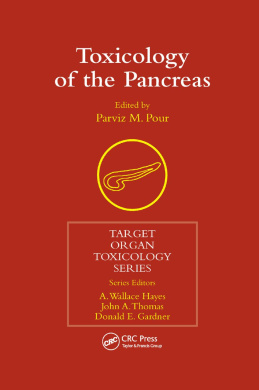 Toxicology
of the Pancreas
Edited by
Parviz M. Pour
TARGET
ORGAN
TOXICOLOGY
SERIES
Series Editors
A. Wallace Hayes
John A. Thomas
Donald E. Gardner
CRC CRC Press
Taylor & Francis Group